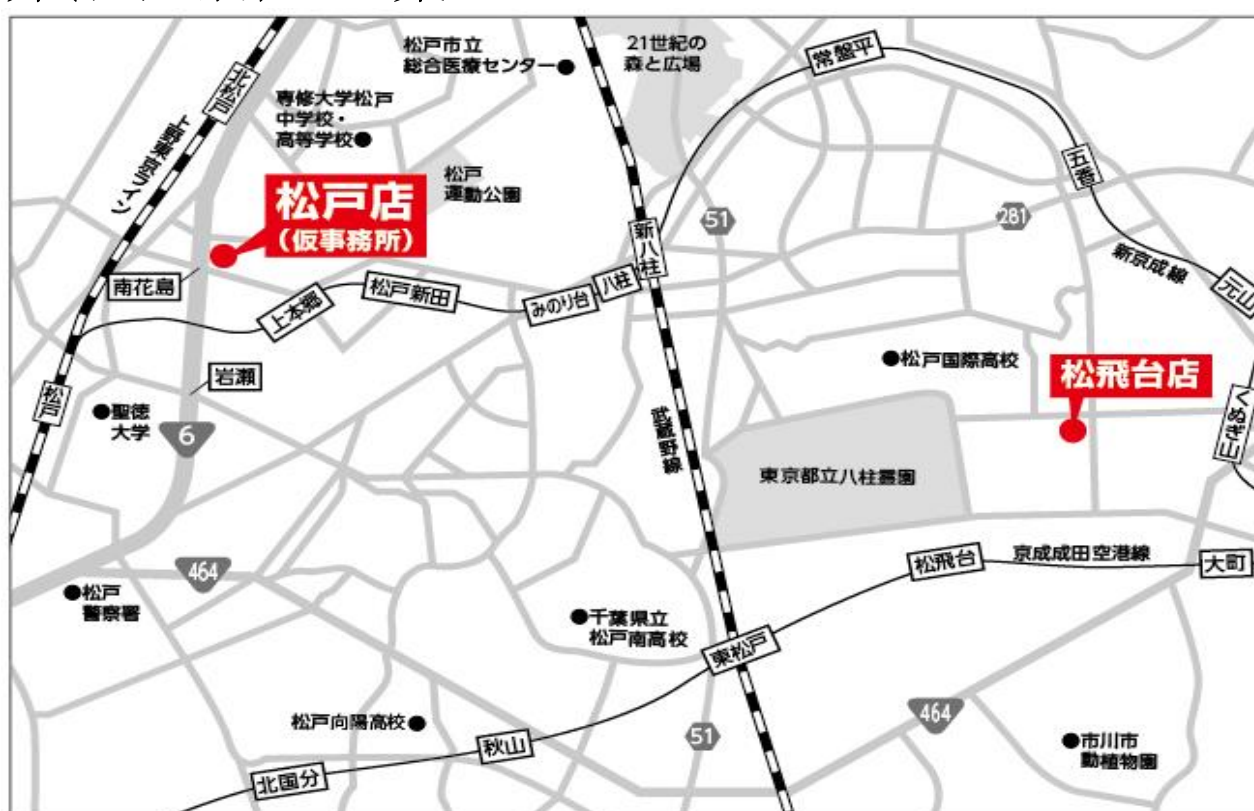 松戸市立
総合医療センター
21世紀の
森と広場
常盤平
北松戸
専修大学松戸
中学校・
高等学校
上野東京ライン
松戸
運動公園
五香
松戸店
(仮事務所)
51
281
新八柱
新京成線
元山
南花島
上本郷
松戸新田
みのり台
八柱
松戸国際高校
松飛台店
岩瀬
松戸
聖徳
大学
6
武蔵野線
くぬぎ山
東京都立八柱霊園
464
松飛台
京成成田空港線
大町
松戸
警察署
千葉県立
松戸南高校
東松戸
464
松戸向陽高校
秋山
51
市川市
動植物園
北国分